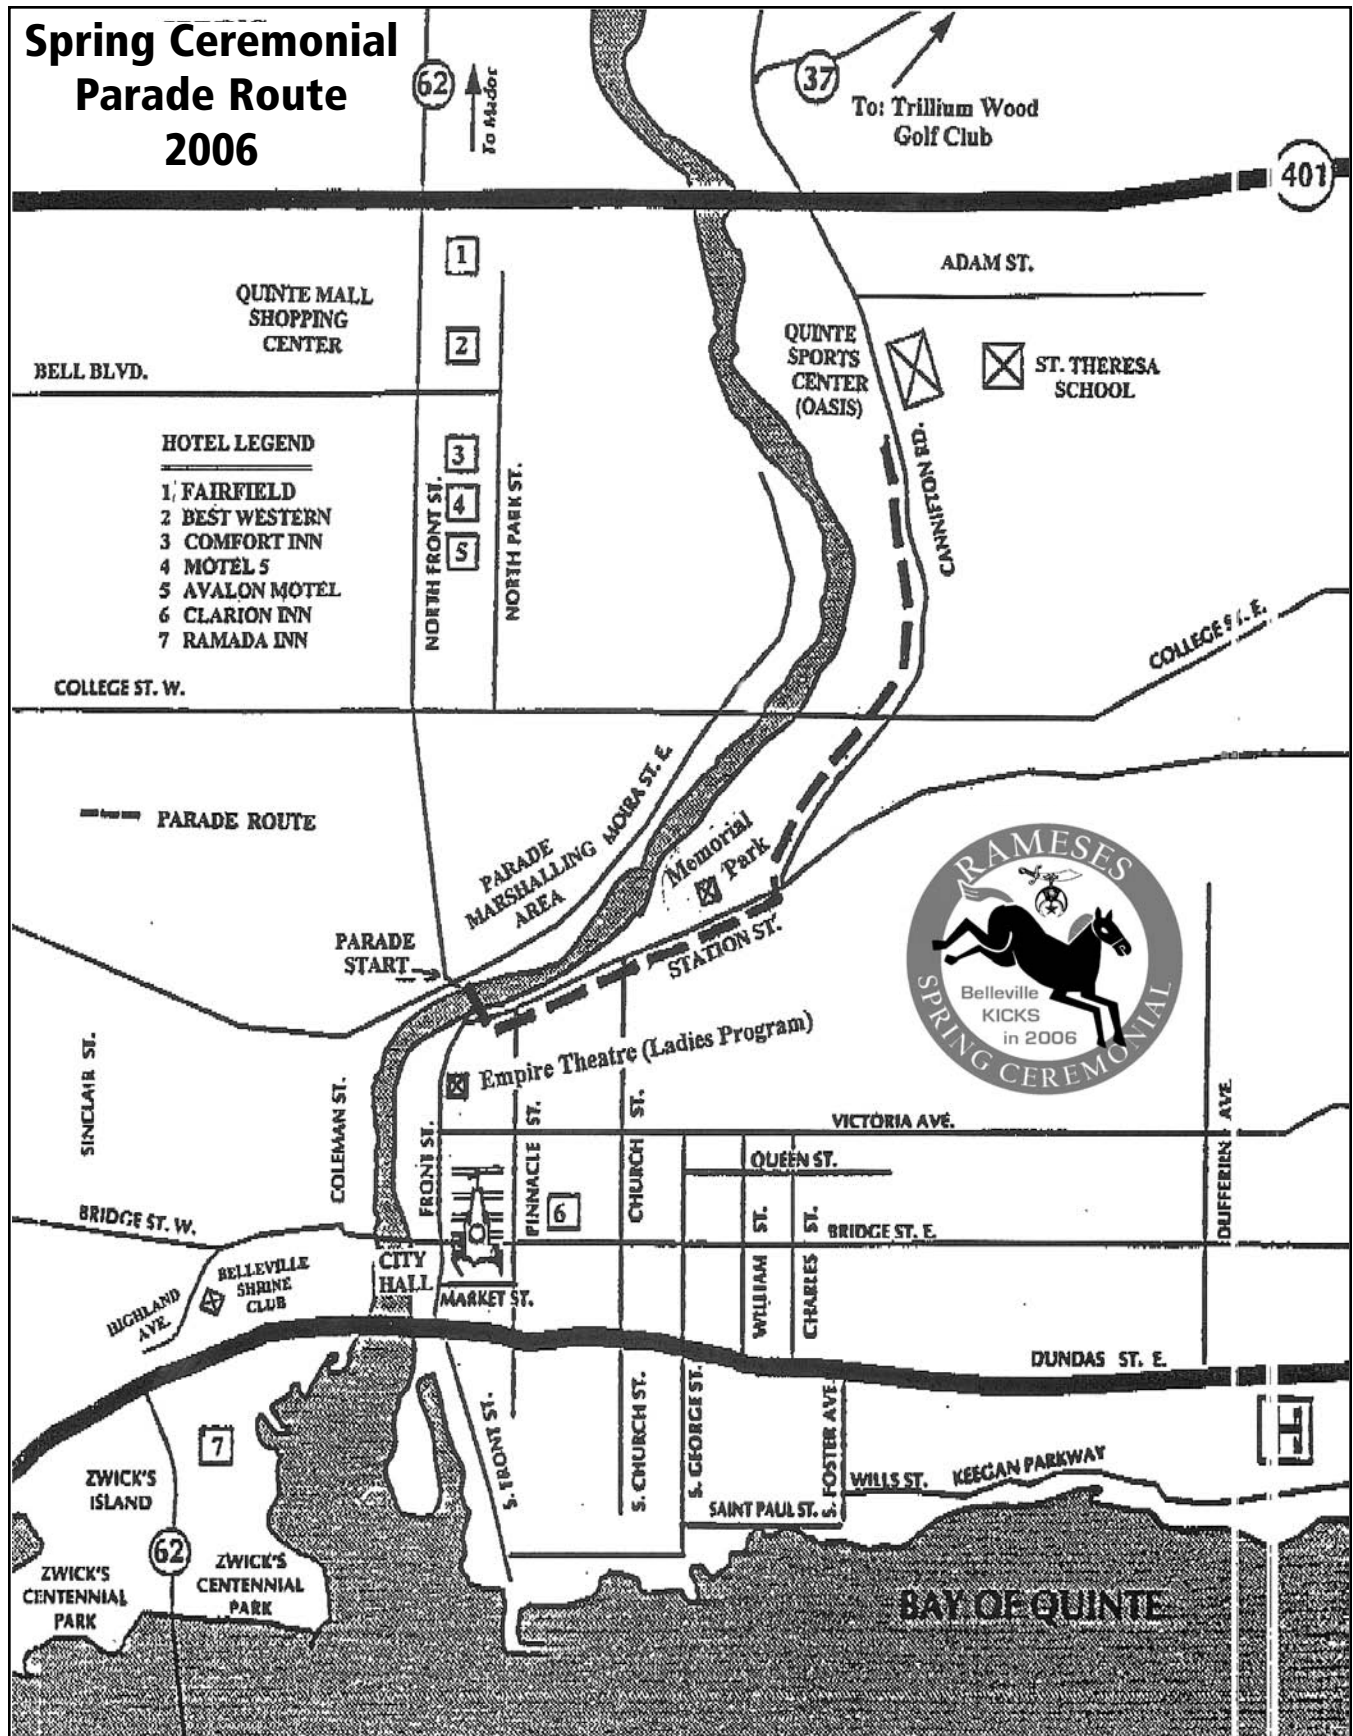 Spring Ceremonial
Parade Route
2006
62
To Mador
37
To: Trillium Wood
Golf Club
401
1
ADAM ST.
QUINTE MALL
SHOPPING
CENTER
2
QUINTE
SPORTS
CENTER
(OASIS)
ST. THERESA
SCHOOL
BELL BLVD.
HOTEL LEGEND
1 FAIRFIELD
2 BEST WESTERN
3 COMFORT INN
4 MOTEL 5
5 AVALON MOTEL
6 CLARION INN
7 RAMADA INN
3
4
5
NORTH FRONT ST.
NORTH PARK ST.
CANNIFTON RD.
COLLEGE ST. E.
COLLEGE ST. W.
PARADE ROUTE
MOIRA ST. E.
PARADE
MARSHALLING
AREA
Memorial
Park
PARADE
START
STATION ST.
RAMESES
SPRING CEREMONIAL
Belleville
KICKS
in 2006
Empire Theatre (Ladies Program)
SINCLAIR ST.
COLEMAN ST.
FRONT ST.
PINNACLE ST.
CHURCH ST.
VICTORIA AVE.
QUEEN ST.
DUFFERIEN AVE.
6
BRIDGE ST. W.
BRIDGE ST. E.
WILLIAM ST.
CHARLES ST.
CITY
HALL
BELLEVILLE
SHRINE
CLUB
HIGHLAND
AVE.
MARKET ST.
DUNDAS ST. E.
7
S. FRONT ST.
S. CHURCH ST.
S. GEORGE ST.
S. FOSTER AVE.
H
ZWICK'S
ISLAND
WILLS ST.
KEEGAN PARKWAY
SAINT PAUL ST.
62
ZWICK'S
CENTENNIAL
PARK
ZWICK'S
CENTENNIAL
PARK
BAY OF QUINTE